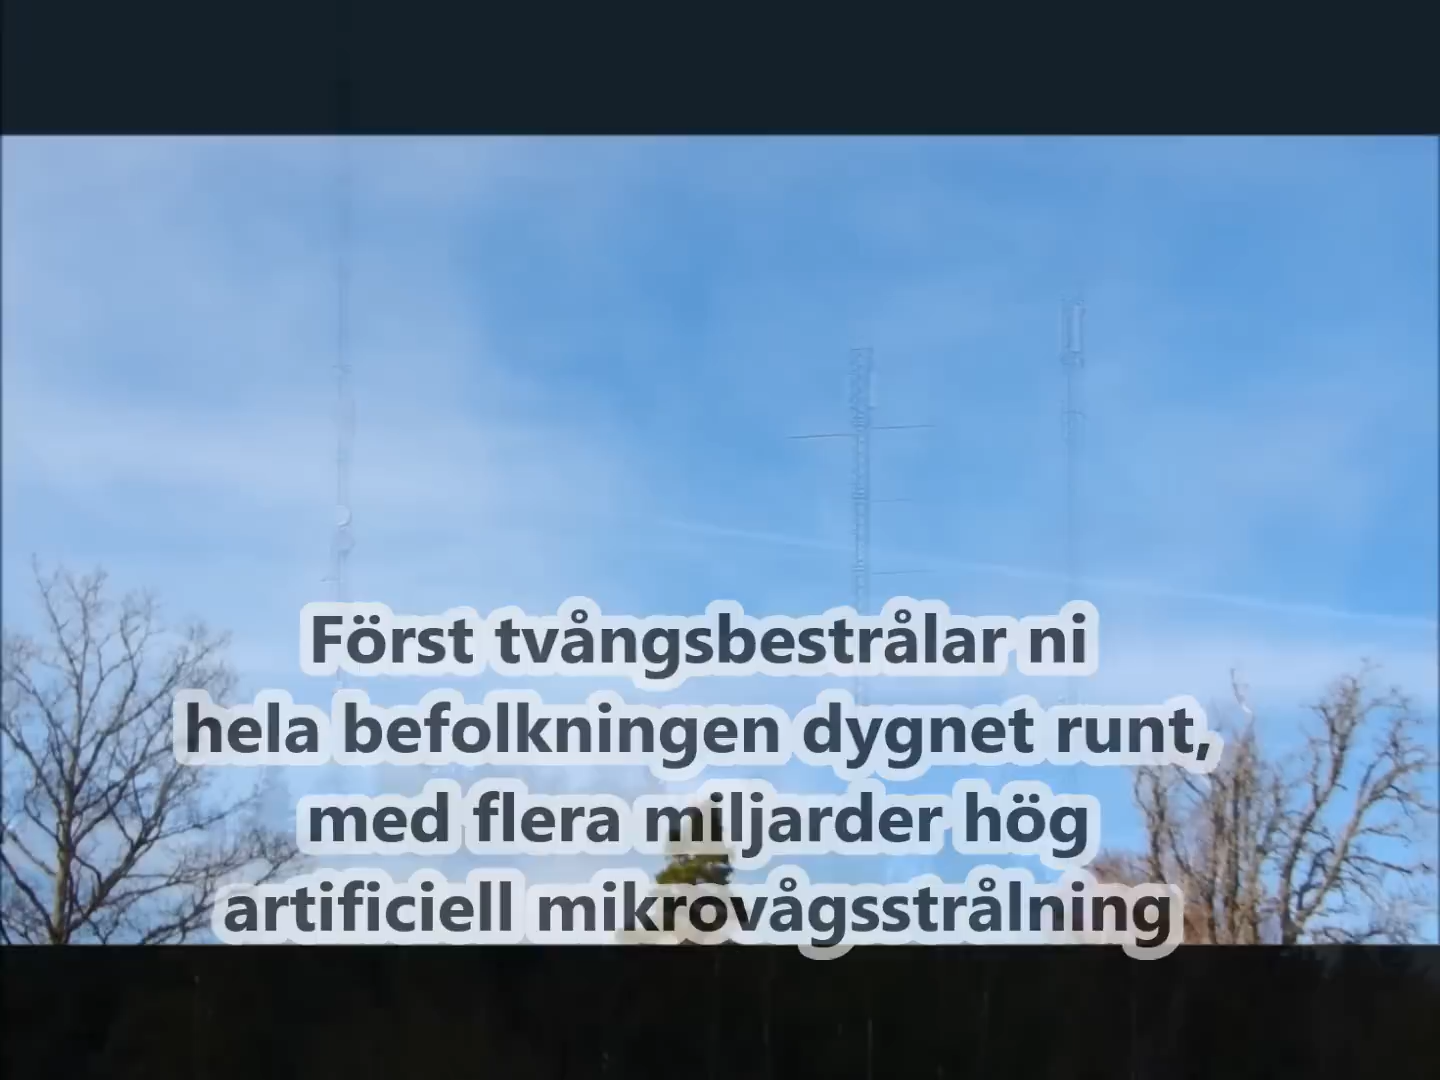 Först tvångsbestrålar ni
hela befolkningen dygnet runt,
med flera miljarder hög
artificiell mikrovågsstrålning